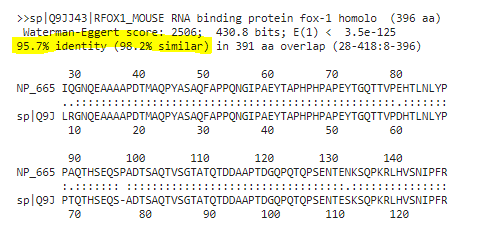 >>sp|Q9JJ43|RFOX1_MOUSE RNA binding protein fox-1 homolo  (396 aa)
Waterman-Eggert score: 2506;  430.8 bits; E(1) <  3.5e-125
95.7% identity (98.2% similar) in 391 aa overlap (28-418:8-396)
30        40        50        60        70        80
NP_665 IQGNQEAAAAPDTMAQPYASAQFAPPQNGIPAEYTAPHPHPAPEYTGQTTVPEHTLNLYP
..::::::::::::::::::::::::::::::::::::::::::::::::.:::::::::
sp|Q9J LRGNQEAAAAPDTMAQPYASAQFAPPQNGIPAEYTAPHPHPAPEYTGQTTVPDHTLNLYP
10        20        30        40        50        60
90        100       110       120       130       140
NP_665 PAQTHSEQSPADTSAQTVSGTATQTDDAAPTDGQPQTQPSENTENKSQPKRLHVSNIPFR
:.::::::: ::::::::::::::::::::::::::::::::::.:::::::::::::::
sp|Q9J PTQTHSEQS-ADTSAQTVSGTATQTDDAAPTDGQPQTQPSENTESKSQPKRLHVSNIPFR
70        80        90        100       110       120